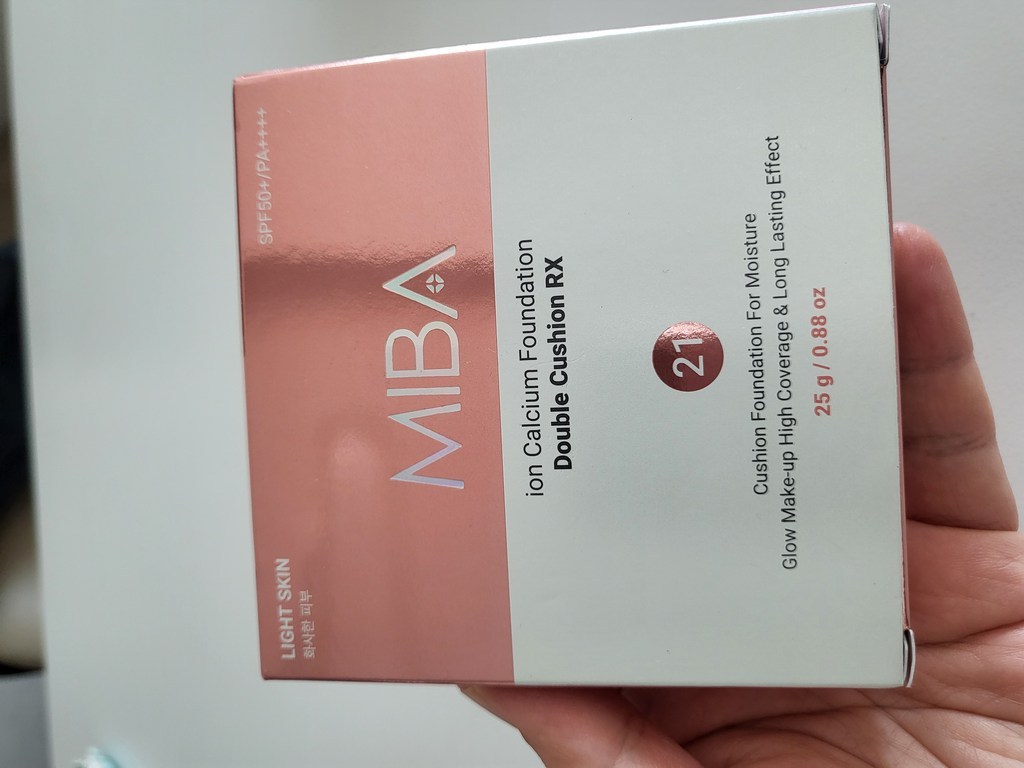 LIGHT SKIN
화사한 피부
SPF50+/PA++++
MIBA
ion Calcium Foundation
Double Cushion RX
21
Cushion Foundation For Moisture
Glow Make-up High Coverage & Long Lasting Effect
25 g / 0.88 oz